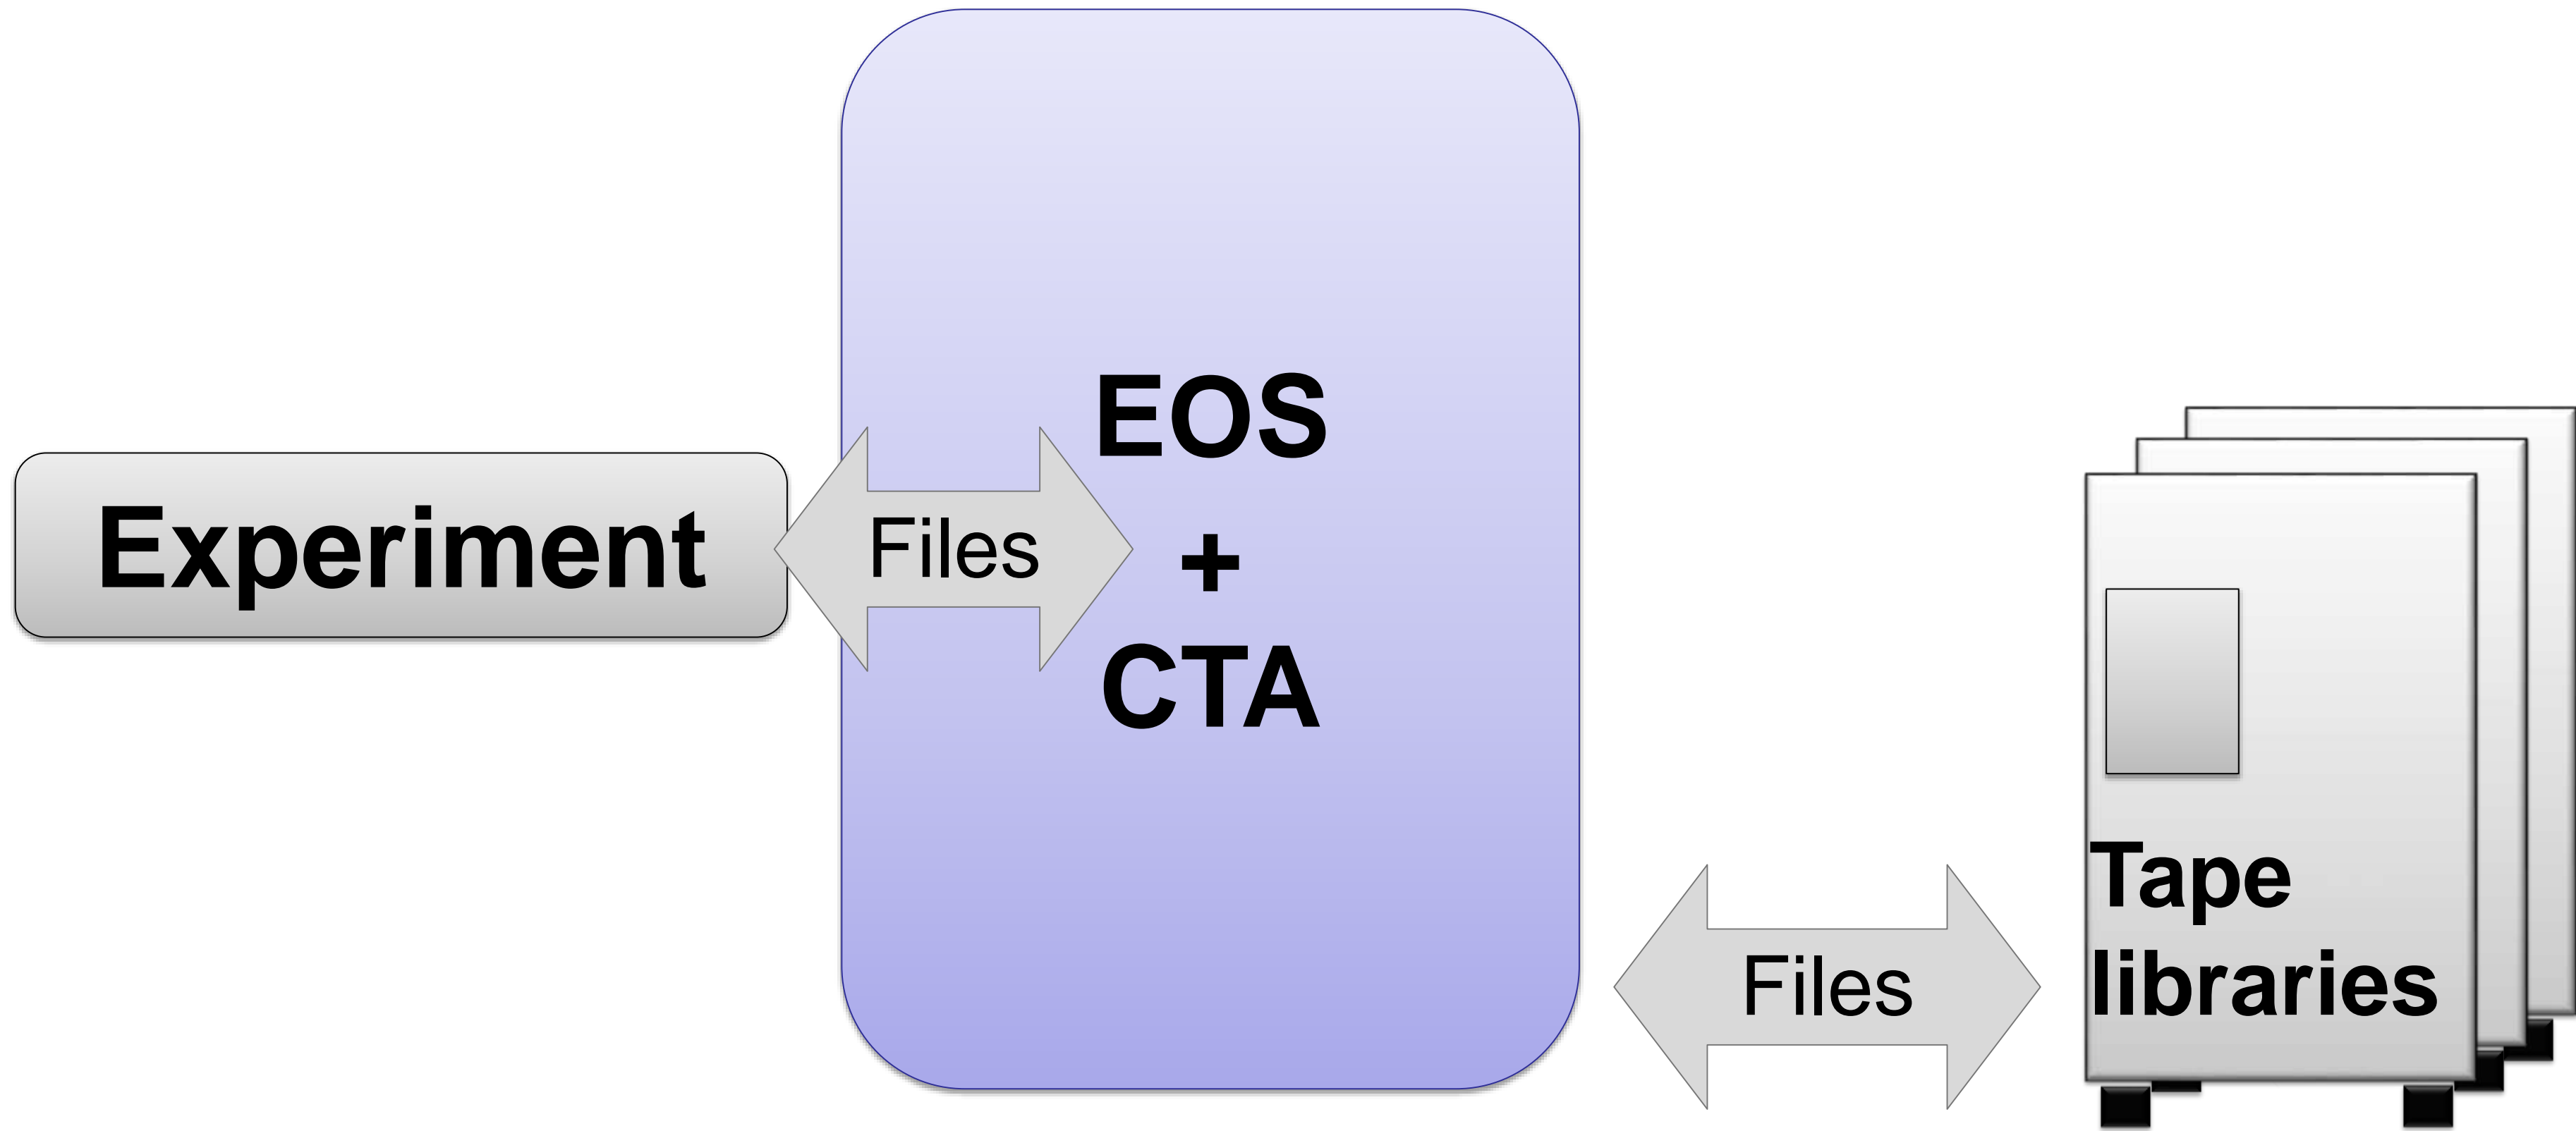 Experiment
Files
EOS
+
CTA
Files
Tape
libraries